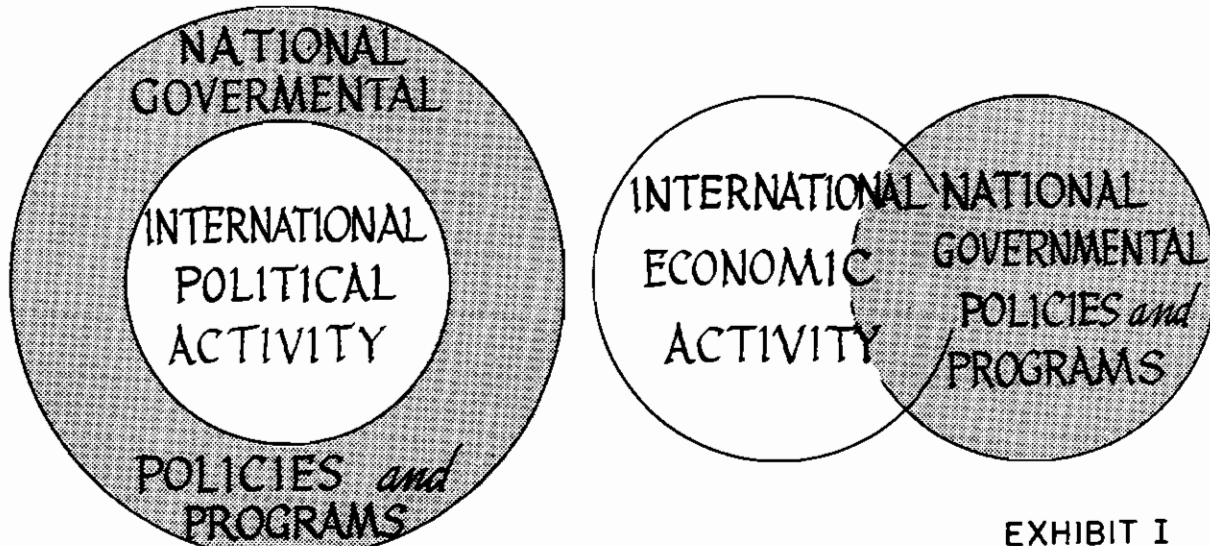 NATIONAL
GOVERMENTAL
INTERNATIONAL
POLITICAL
ACTIVITY
POLICIES and
PROGRAMS
INTERNATIONAL
ECONOMIC
ACTIVITY
NATIONAL
GOVERNMENTAL
POLICIES and
PROGRAMS
EXHIBIT I